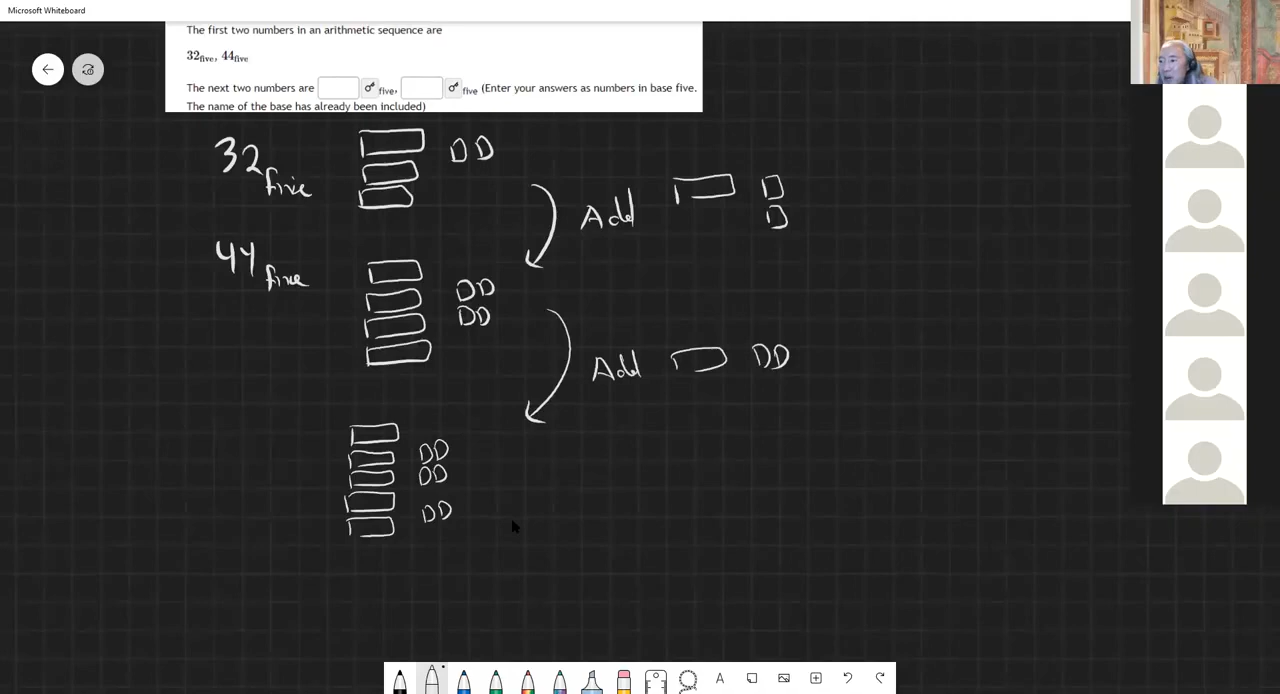 Microsoft Whiteboard
The first two numbers in an arithmetic sequence are
32five, 44five
The next two numbers are five, five (Enter your answers as numbers in base five.
The name of the base has already been included)
32 five
Add
44 five
Add